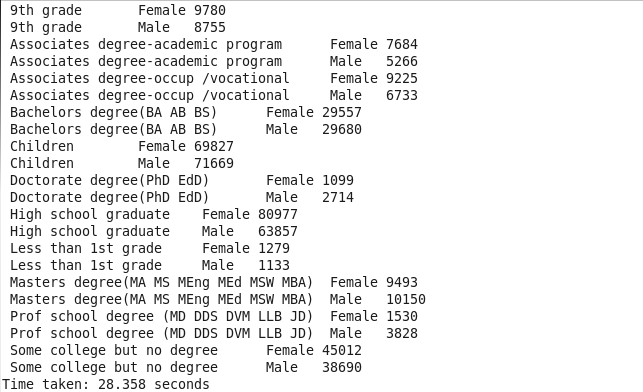 9th grade Female 9780
9th grade Male 8755
Associates degree-academic program Female 7684
Associates degree-academic program Male 5266
Associates degree-occup /vocational Female 9225
Associates degree-occup /vocational Male 6733
Bachelors degree(BA AB BS) Female 29557
Bachelors degree(BA AB BS) Male 29680
Children Female 69827
Children Male 71669
Doctorate degree(PhD EdD) Female 1099
Doctorate degree(PhD EdD) Male 2714
High school graduate Female 80977
High school graduate Male 63857
Less than 1st grade Female 1279
Less than 1st grade Male 1133
Masters degree(MA MS MEng MEd MSW MBA) Female 9493
Masters degree(MA MS MEng MEd MSW MBA) Male 10150
Prof school degree (MD DDS DVM LLB JD) Female 1530
Prof school degree (MD DDS DVM LLB JD) Male 3828
Some college but no degree Female 45012
Some college but no degree Male 38690
Time taken: 28.358 seconds